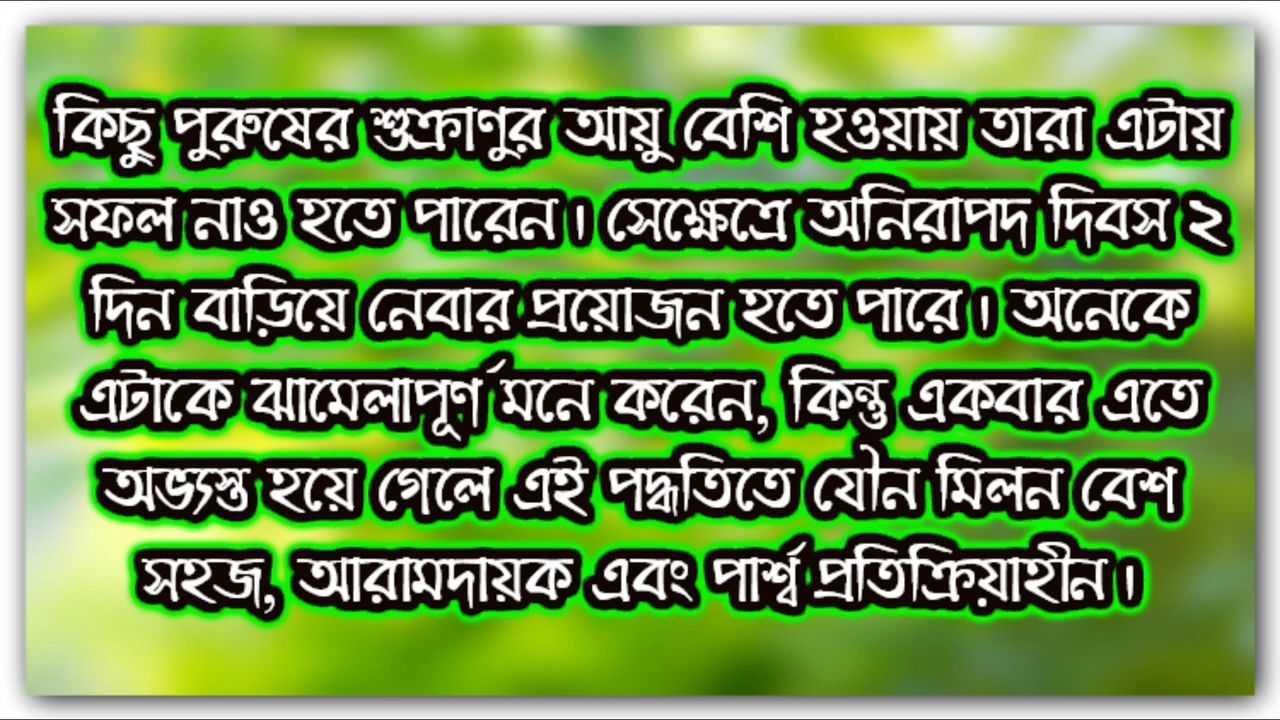 কিছু পুরুষের শুক্রাণুর আয়ু বেশি হওয়ায় তারা এটায়
সফল নাও হতে পারেন। সেক্ষেত্রে অনিরাপদ দিবস ২
দিন বাড়িয়ে নেবার প্রয়োজন হতে পারে। অনেকে
এটাকে ঝামেলাপূর্ণ মনে করেন, কিন্তু একবার এতে
অভ্যস্ত হয়ে গেলে এই পদ্ধতিতে যৌন মিলন বেশ
সহজ, আরামদায়ক এবং পার্শ্ব প্রতিক্রিয়াহীন।